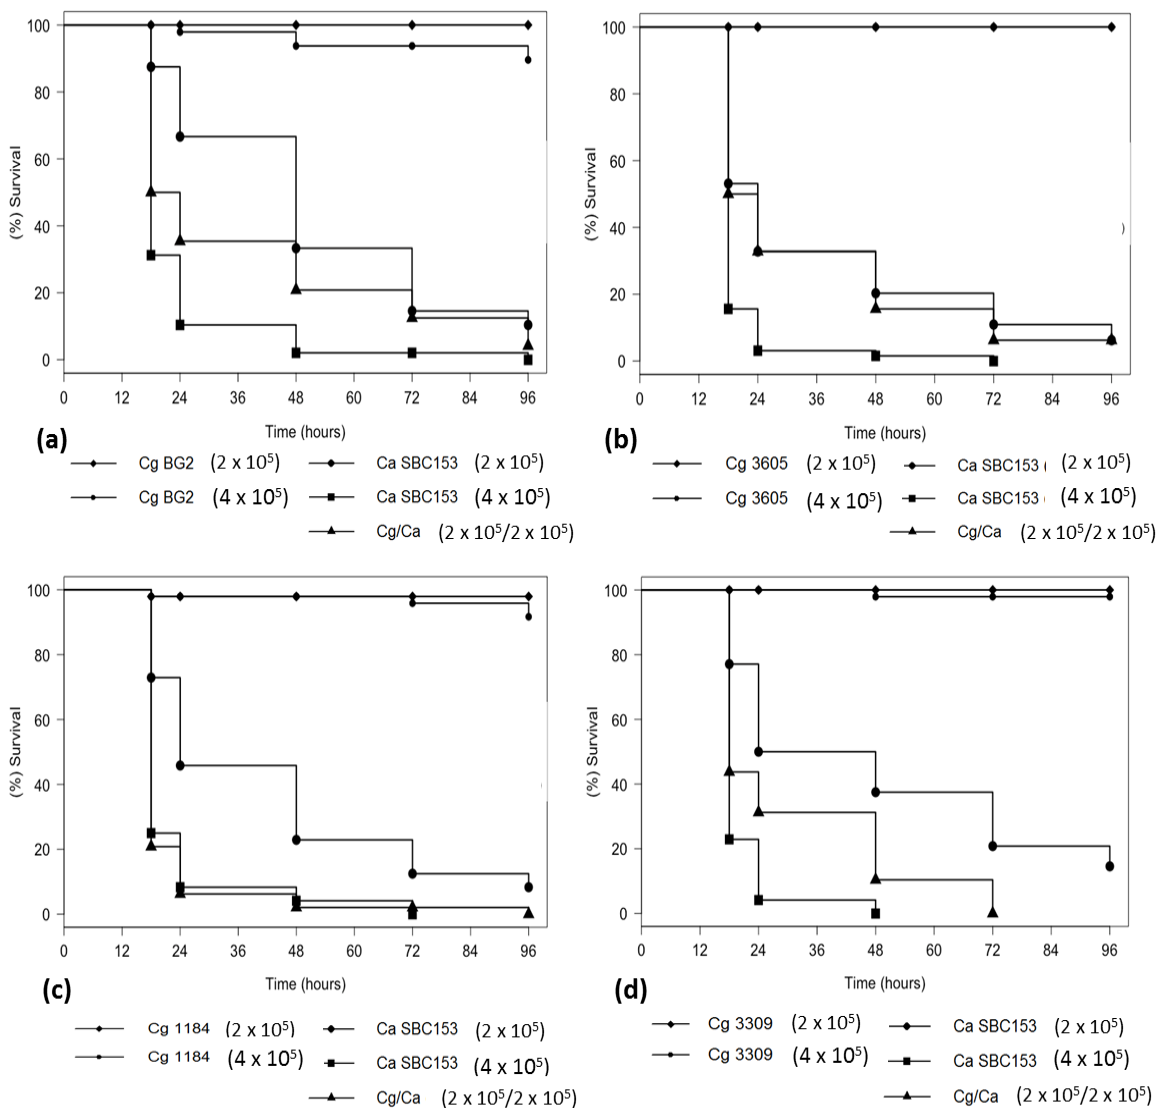 100
80
60
40
20
0
(%) Survival
0 12 24 36 48 60 72 84 96
Time (hours)
(a)
Cg BG2 (2 x 10⁵) Ca SBC153 (2 x 10⁵)
Cg BG2 (4 x 10⁵) Ca SBC153 (4 x 10⁵)
Cg/Ca (2 x 10⁵/2 x 10⁵)
100
80
60
40
20
0
(%) Survival
)
0 12 24 36 48 60 72 84 96
Time (hours)
(b)
Cg 3605 (2 x 10⁵) Ca SBC153 ( (2 x 10⁵)
Cg 3605 (4 x 10⁵) Ca SBC153 ( (4 x 10⁵)
Cg/Ca (2 x 10⁵/2 x 10⁵)
100
80
60
40
20
0
(%) Survival
0 12 24 36 48 60 72 84 96
Time (hours)
(c)
Cg 1184 (2 x 10⁵) Ca SBC153 (2 x 10⁵)
Cg 1184 (4 x 10⁵) Ca SBC153 (4 x 10⁵)
Cg/Ca (2 x 10⁵/2 x 10⁵)
100
80
60
40
20
0
(%) Survival
0 12 24 36 48 60 72 84 96
Time (hours)
(d)
Cg 3309 (2 x 10⁵) Ca SBC153 (2 x 10⁵)
Cg 3309 (4 x 10⁵) Ca SBC153 (4 x 10⁵)
Cg/Ca (2 x 10⁵/2 x 10⁵)